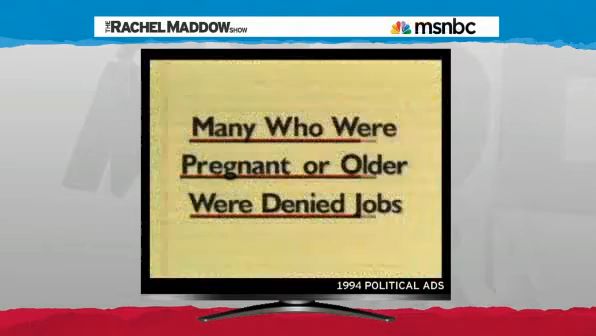 THE RACHEL MADDOW SHOW
msnbc
Many Who Were
Pregnant or Older
Were Denied Jobs
1994 POLITICAL ADS